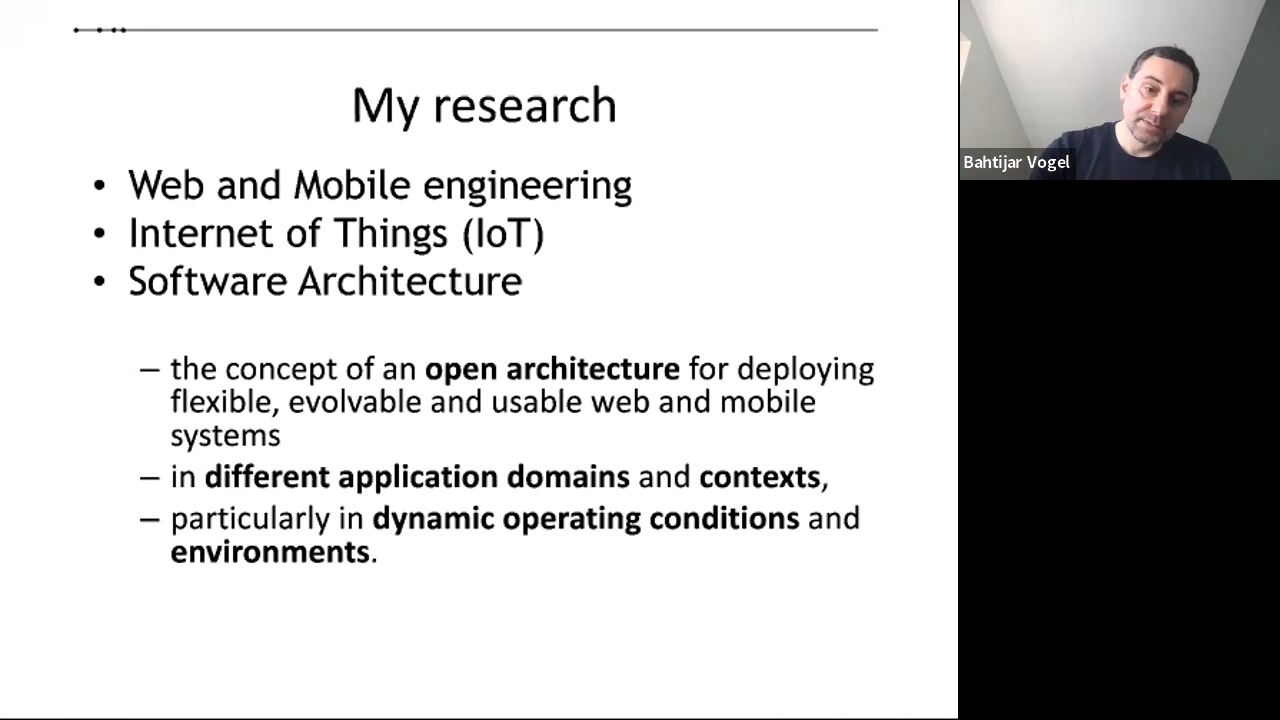 My research
• Web and Mobile engineering
• Internet of Things (IoT)
• Software Architecture
– the concept of an open architecture for deploying
flexible, evolvable and usable web and mobile
systems
– in different application domains and contexts,
– particularly in dynamic operating conditions and
environments.
Bahtijar Vogel